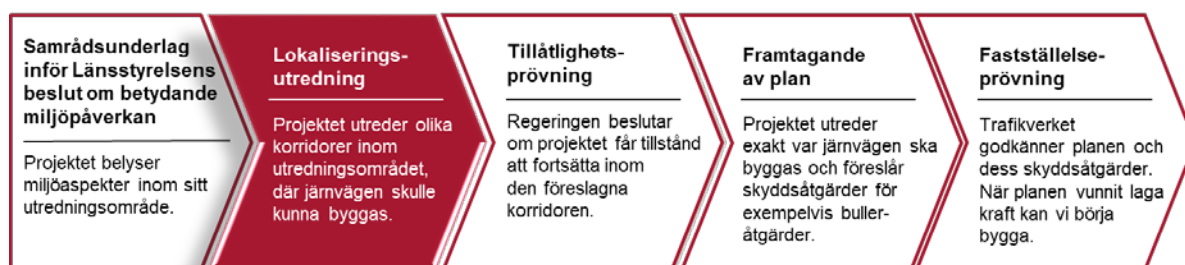 Samrådsunderlag
inför Länsstyrelsens
beslut om betydande
miljöpåverkan
Projektet belyser
miljöaspekter inom sitt
utredningsområde.
Lokaliserings-
utredning
Projektet utreder olika
korridorer inom
utredningsområdet,
där järnvägen skulle
kunna byggas.
Tillåtlighets-
prövning
Regeringen beslutar
om projektet får tillstånd
att fortsätta inom
den föreslagna
korridoren.
Framtagande
av plan
Projektet utreder
exakt var järnvägen ska
byggas och föreslår
skyddsåtgärder för
exempelvis buller-
åtgärder.
Fastställelse-
prövning
Trafikverket
godkänner planen och
dess skyddsåtgärder.
När planen vunnit laga
kraft kan vi börja
bygga.